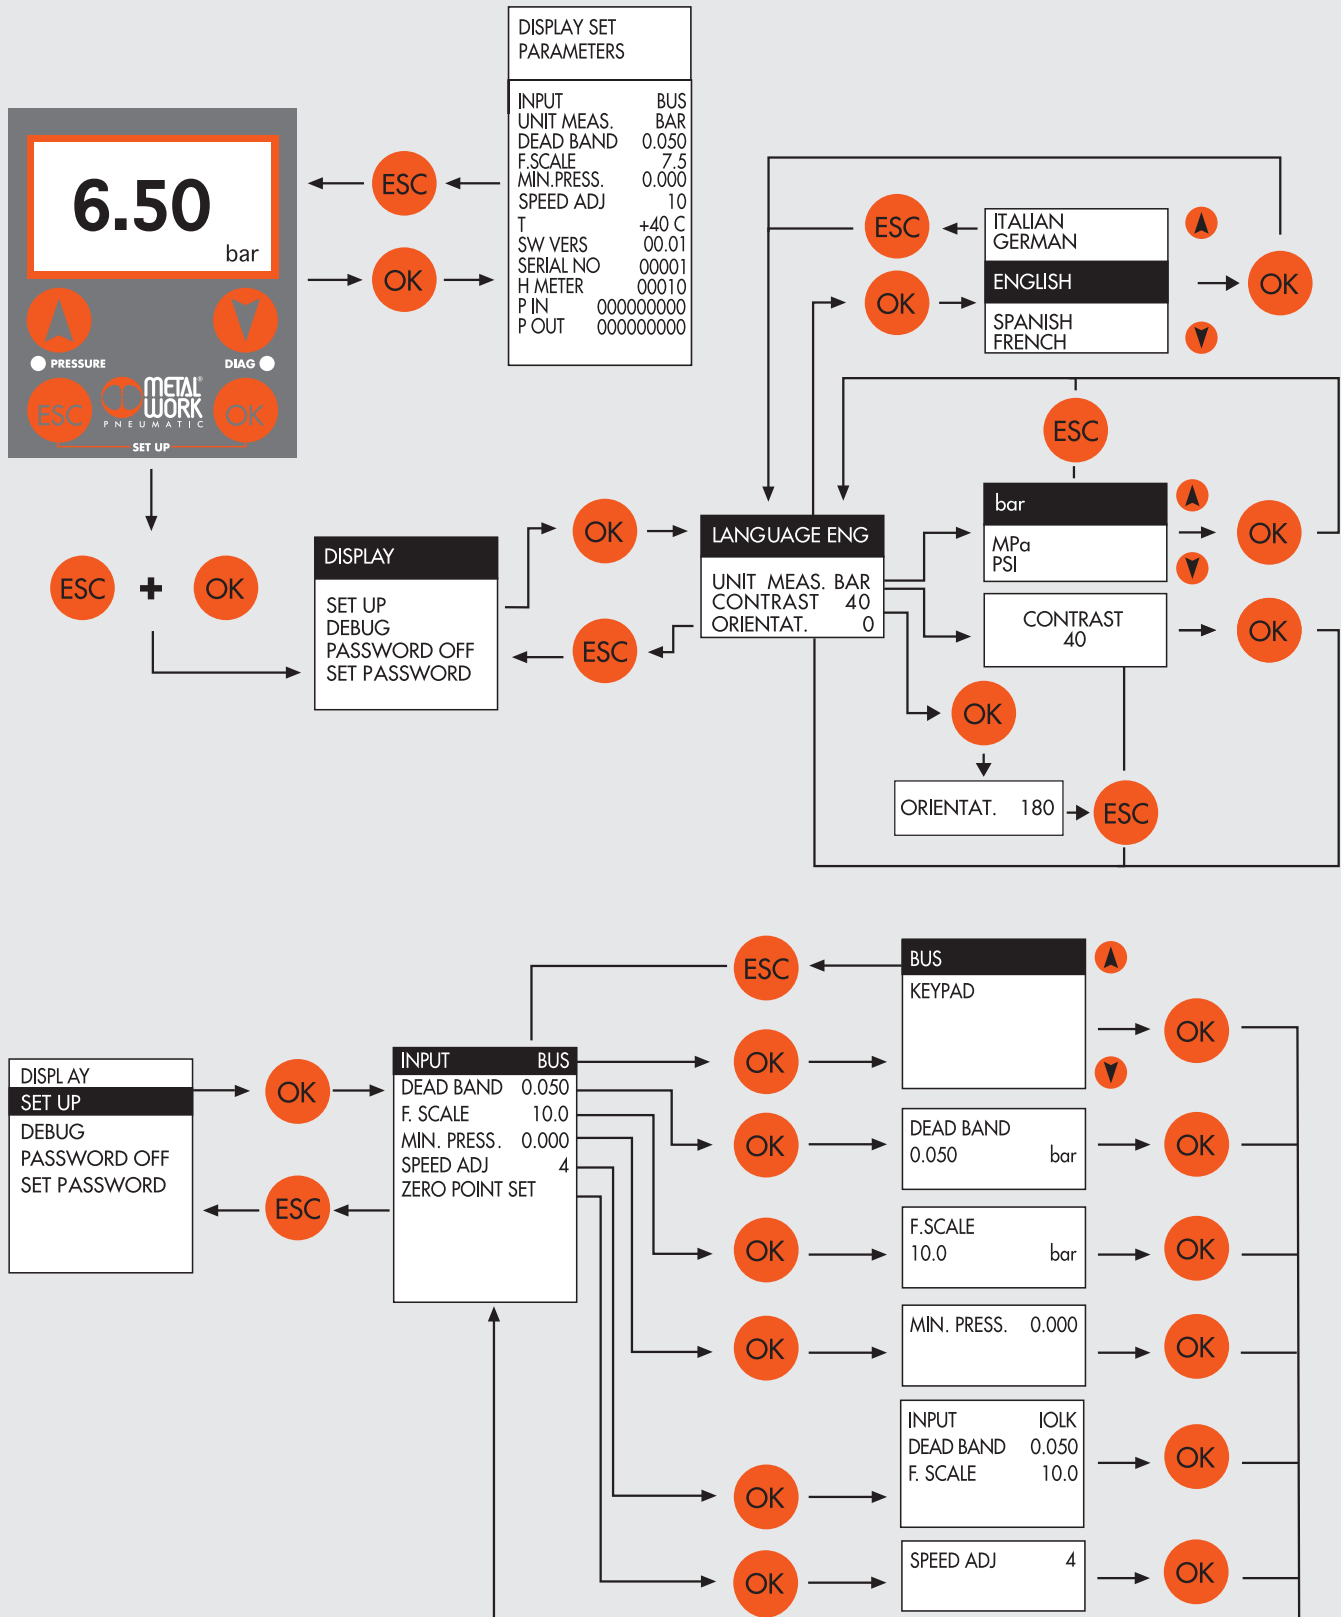 DISPLAY SET
PARAMETERS
INPUT BUS
UNIT MEAS. BAR
DEAD BAND 0.050
F.SCALE 7.5
MIN.PRESS. 0.000
SPEED ADJ 10
T +40 C
SW VERS 00.01
SERIAL NO 00001
H METER 00010
P IN 000000000
P OUT 000000000
6.50
bar
PRESSURE
DIAG
ESC
METAL®
WORK
PNEUMATIC
OK
SET UP
ESC
OK
ESC
OK
ITALIAN
GERMAN
ENGLISH
SPANISH
FRENCH
OK
ESC
bar
MPa
PSI
OK
ESC
+
OK
DISPLAY
SET UP
DEBUG
PASSWORD OFF
SET PASSWORD
OK
ESC
LANGUAGE ENG
UNIT MEAS. BAR
CONTRAST 40
ORIENTAT. 0
CONTRAST
40
OK
OK
ORIENTAT. 180
ESC
DISPL AY
SET UP
DEBUG
PASSWORD OFF
SET PASSWORD
OK
ESC
INPUT BUS
DEAD BAND 0.050
F. SCALE 10.0
MIN. PRESS. 0.000
SPEED ADJ 4
ZERO POINT SET
ESC
BUS
KEYPAD
OK
OK
OK
DEAD BAND
0.050 bar
OK
OK
F.SCALE
10.0 bar
OK
OK
MIN. PRESS. 0.000
OK
OK
INPUT IOLK
DEAD BAND 0.050
F. SCALE 10.0
OK
OK
SPEED ADJ 4
OK